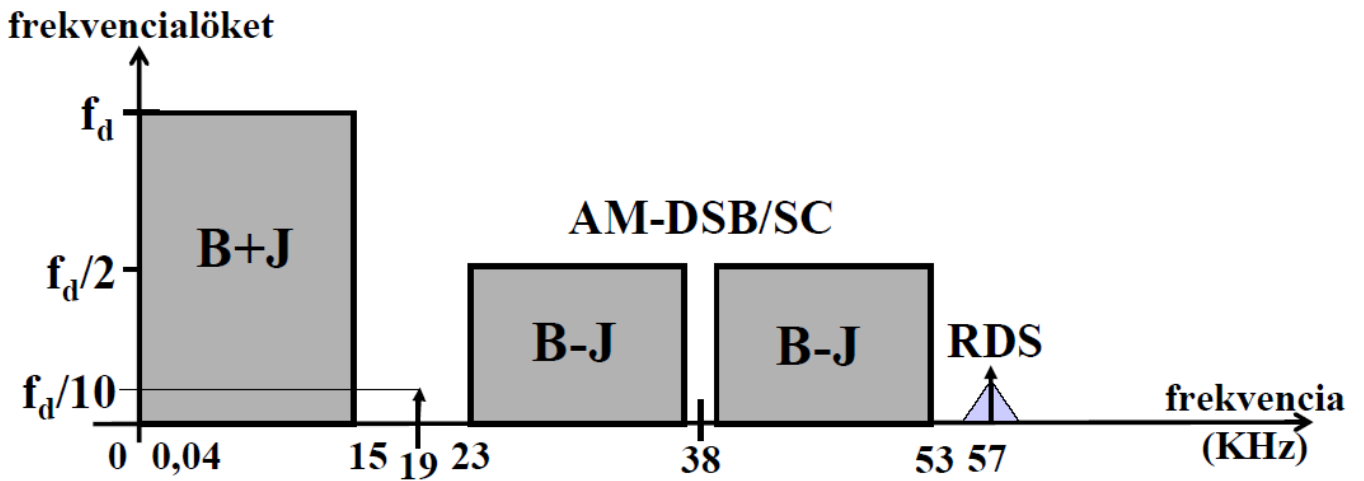 frekvencialöket
f_d
B+J
AM-DSB/SC
f_d/2
B-J
B-J
RDS
f_d/10
frekvencia
(KHz)
0 0,04 15 19 23 38 53 57